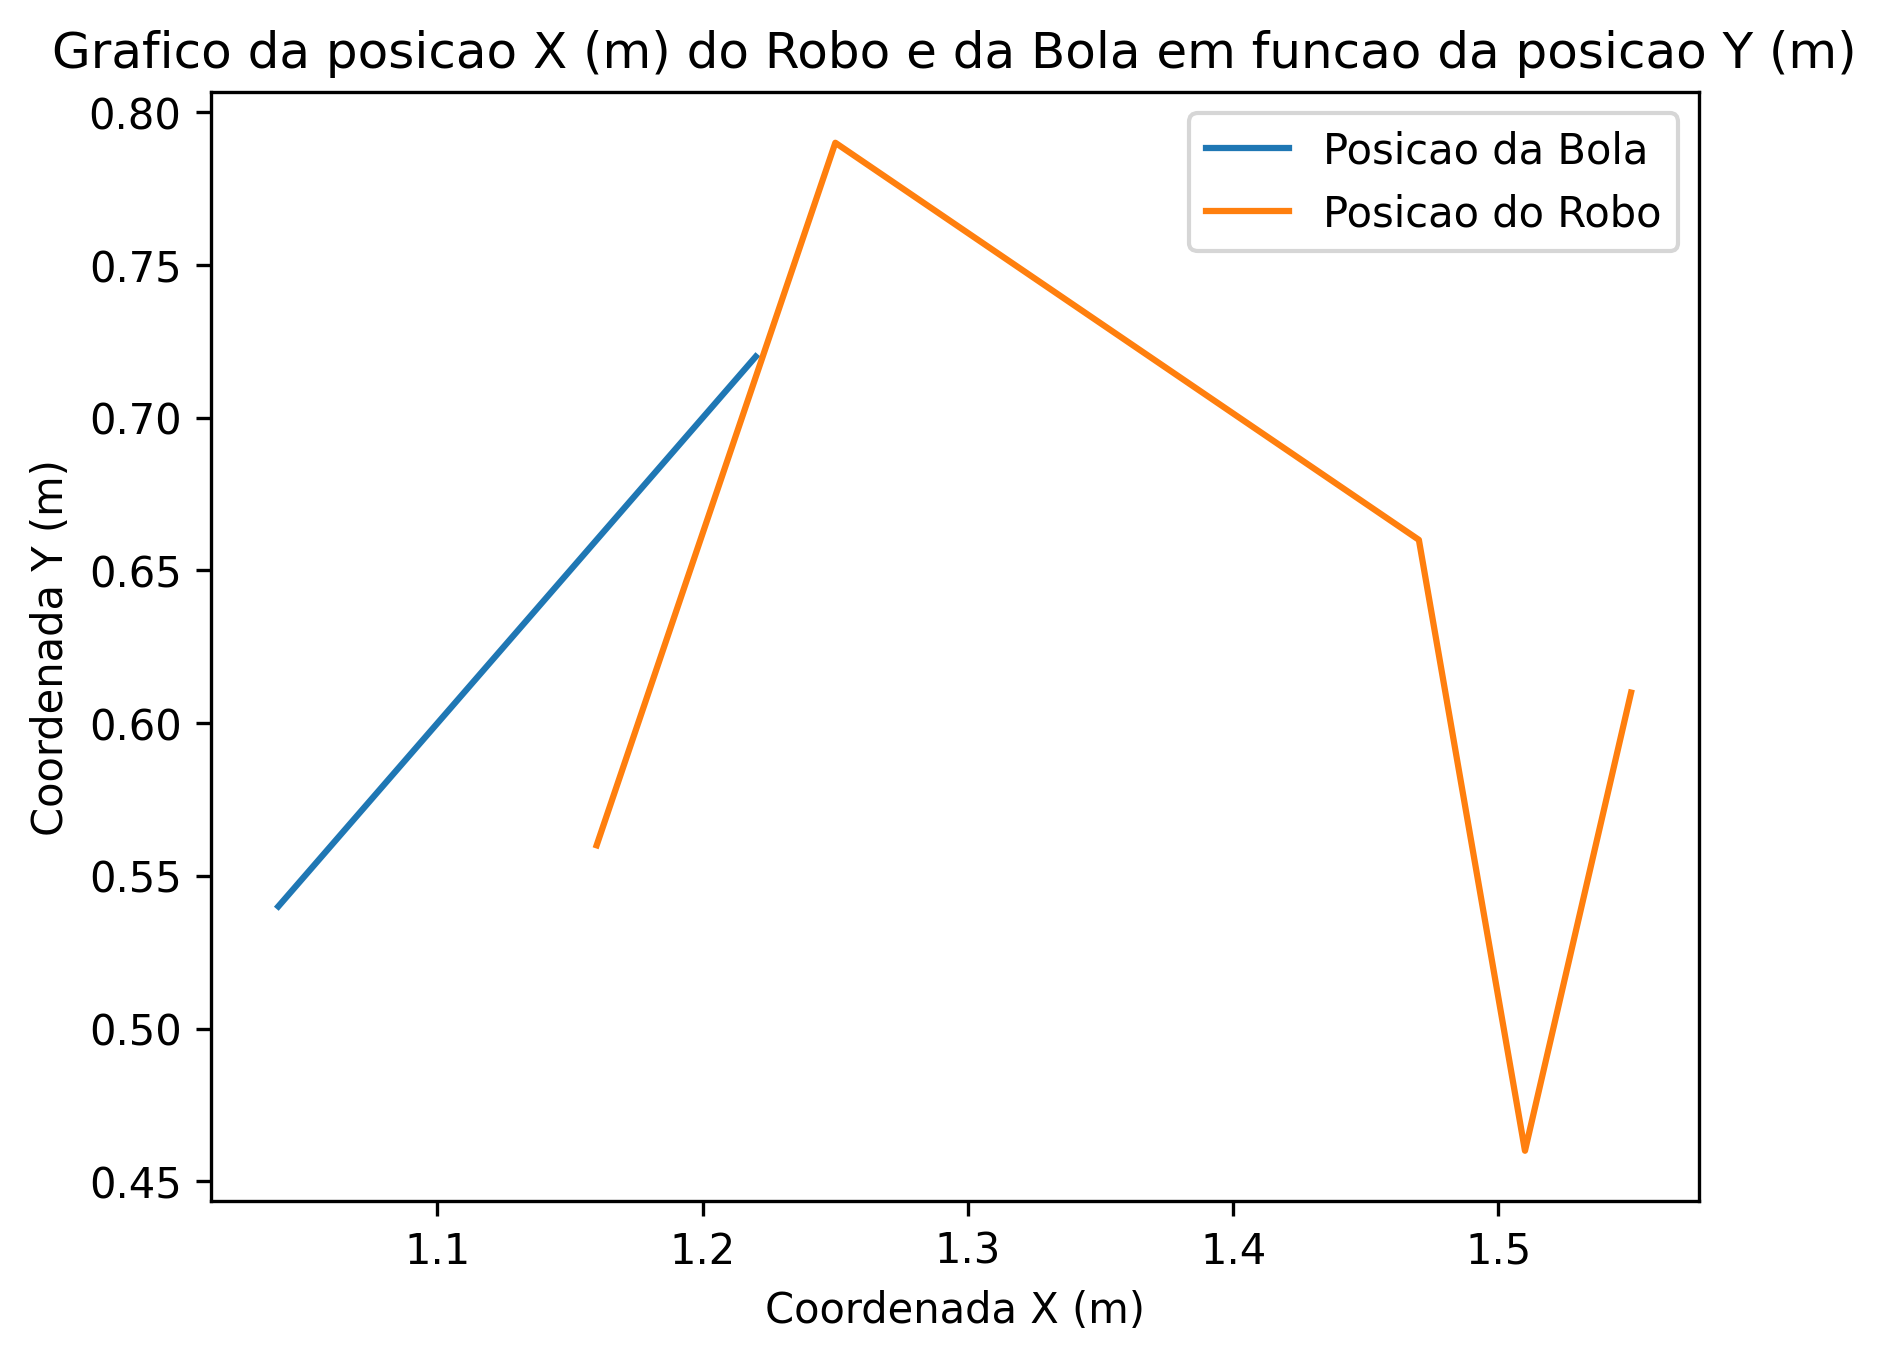 Grafico da posicao X (m) do Robo e da Bola em funcao da posicao Y (m)
Posicao da Bola
Posicao do Robo
Coordenada Y (m)
0.80
0.75
0.70
0.65
0.60
0.55
0.50
0.45
1.1 1.2 1.3 1.4 1.5
Coordenada X (m)